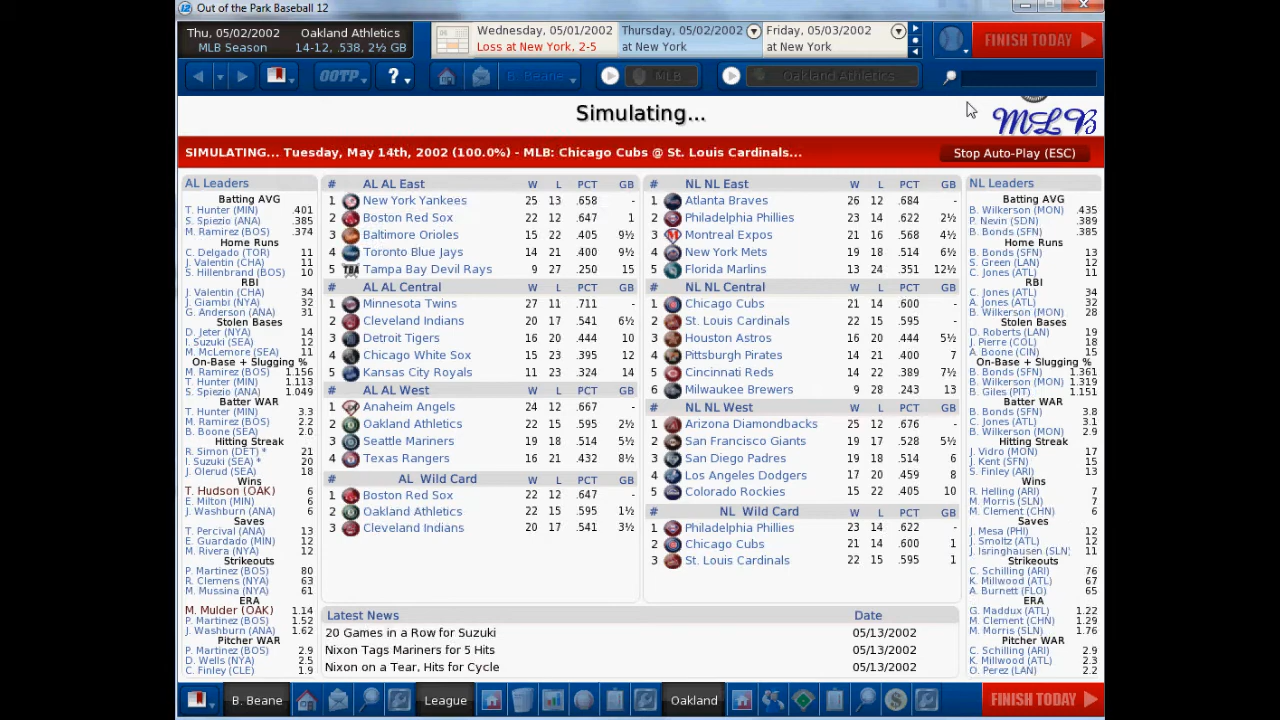 Out of the Park Baseball 12
Thu, 05/02/2002 Oakland Athletics
MLB Season 14-12, .538, 2½ GB
Wednesday, 05/01/2002 Thursday, 05/02/2002 Friday, 05/03/2002
Loss at New York, 2-5 at New York at New York
FINISH TODAY
OOTP ? B. Beane MLB Oakland Athletics
Simulating...
MLB
SIMULATING... Tuesday, May 14th, 2002 (100.0%) - MLB: Chicago Cubs @ St. Louis Cardinals...
Stop Auto-Play (ESC)
AL Leaders
Batting AVG
T. Hunter (MIN) .401
S. Spiezio (ANA) .385
M. Ramirez (BOS) .374
Home Runs
C. Delgado (TOR) 11
J. Valentin (CHA) 11
S. Hillenbrand (BOS) 10
RBI
J. Valentin (CHA) 34
J. Giambi (NYA) 32
G. Anderson (ANA) 31
Stolen Bases
D. Jeter (NYA) 14
I. Suzuki (SEA) 12
M. McLemore (SEA) 11
On-Base + Slugging %
M. Ramirez (BOS) 1.156
T. Hunter (MIN) 1.113
S. Spiezio (ANA) 1.049
Batter WAR
T. Hunter (MIN) 3.3
M. Ramirez (BOS) 2.2
B. Boone (SEA) 2.0
Hitting Streak
R. Simon (DET) * 21
I. Suzuki (SEA) * 20
J. Olerud (SEA) 18
Wins
T. Hudson (OAK) 6
E. Milton (MIN) 6
J. Washburn (ANA) 6
Saves
T. Percival (ANA) 13
E. Guardado (MIN) 12
M. Rivera (NYA) 12
Strikeouts
P. Martinez (BOS) 80
R. Clemens (NYA) 63
M. Mussina (NYA) 61
ERA
M. Mulder (OAK) 1.14
P. Martinez (BOS) 1.52
J. Washburn (ANA) 1.62
Pitcher WAR
P. Martinez (BOS) 2.9
D. Wells (NYA) 2.5
C. Finley (CLE) 1.9
# AL AL East W L PCT GB
1 New York Yankees 25 13 .658 -
2 Boston Red Sox 22 12 .647 1
3 Baltimore Orioles 15 22 .405 9½
4 Toronto Blue Jays 14 21 .400 9½
5 Tampa Bay Devil Rays 9 27 .250 15
# AL AL Central W L PCT GB
1 Minnesota Twins 27 11 .711 -
2 Cleveland Indians 20 17 .541 6½
3 Detroit Tigers 16 20 .444 10
4 Chicago White Sox 15 23 .395 12
5 Kansas City Royals 11 23 .324 14
# AL AL West W L PCT GB
1 Anaheim Angels 24 12 .667 -
2 Oakland Athletics 22 15 .595 2½
3 Seattle Mariners 19 18 .514 5½
4 Texas Rangers 16 21 .432 8½
# AL Wild Card W L PCT GB
1 Boston Red Sox 22 12 .647 -
2 Oakland Athletics 22 15 .595 1½
3 Cleveland Indians 20 17 .541 3½
# NL NL East W L PCT GB
1 Atlanta Braves 26 12 .684 -
2 Philadelphia Phillies 23 14 .622 2½
3 Montreal Expos 21 16 .568 4½
4 New York Mets 19 18 .514 6½
5 Florida Marlins 13 24 .351 12½
# NL NL Central W L PCT GB
1 Chicago Cubs 21 14 .600 -
2 St. Louis Cardinals 22 15 .595 -
3 Houston Astros 16 20 .444 5½
4 Pittsburgh Pirates 14 21 .400 7
5 Cincinnati Reds 14 22 .389 7½
6 Milwaukee Brewers 9 28 .243 13
# NL NL West W L PCT GB
1 Arizona Diamondbacks 25 12 .676 -
2 San Francisco Giants 19 17 .528 5½
3 San Diego Padres 19 18 .514 6
4 Los Angeles Dodgers 17 20 .459 8
5 Colorado Rockies 15 22 .405 10
# NL Wild Card W L PCT GB
1 Philadelphia Phillies 23 14 .622 -
2 Chicago Cubs 21 14 .600 1
3 St. Louis Cardinals 22 15 .595 1
Latest News Date
20 Games in a Row for Suzuki 05/13/2002
Nixon Tags Mariners for 5 Hits 05/13/2002
Nixon on a Tear, Hits for Cycle 05/13/2002
NL Leaders
Batting AVG
B. Wilkerson (MON) .435
P. Nevin (SDN) .389
B. Bonds (SFN) .385
Home Runs
B. Bonds (SFN) 13
S. Green (LAN) 12
C. Jones (ATL) 11
RBI
C. Jones (ATL) 34
A. Jones (ATL) 32
B. Wilkerson (MON) 28
Stolen Bases
D. Roberts (LAN) 19
J. Pierre (COL) 18
A. Boone (CIN) 15
On-Base + Slugging %
B. Bonds (SFN) 1.361
B. Wilkerson (MON) 1.319
B. Giles (PIT) 1.151
Batter WAR
B. Bonds (SFN) 3.8
C. Jones (ATL) 3.1
B. Wilkerson (MON) 2.9
Hitting Streak
J. Vidro (MON) 17
J. Kent (SFN) 15
S. Finley (ARI) 13
Wins
R. Helling (ARI) 7
M. Morris (SLN) 7
M. Clement (CHN) 6
Saves
J. Mesa (PHI) 12
J. Smoltz (ATL) 12
J. Isringhausen (SLN) 11
Strikeouts
C. Schilling (ARI) 76
K. Millwood (ATL) 67
A. Burnett (FLO) 65
ERA
G. Maddux (ATL) 1.22
M. Clement (CHN) 1.29
M. Morris (SLN) 1.76
Pitcher WAR
C. Schilling (ARI) 2.9
K. Millwood (ATL) 2.3
O. Perez (LAN) 2.2
B. Beane League Oakland FINISH TODAY